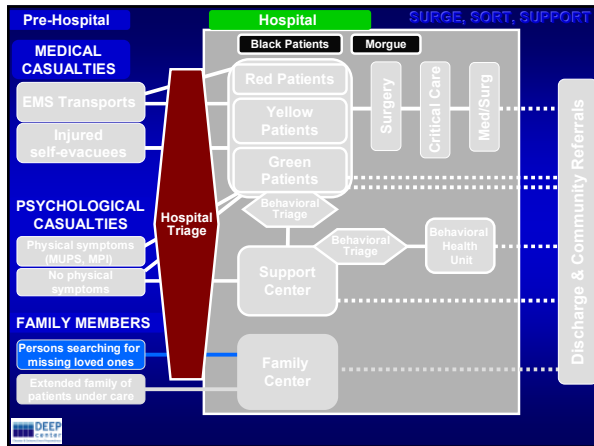 Pre-Hospital
Hospital
SURGE, SORT, SUPPORT
Black Patients
Morgue
MEDICAL
CASUALTIES
EMS Transports
Injured
self-evacuees
Red Patients
Yellow
Patients
Green
Patients
Surgery
Critical Care
Med/Surg
Discharge & Community Referrals
Hospital
Triage
PSYCHOLOGICAL
CASUALTIES
Physical symptoms
(MUPS, MPI)
No physical
symptoms
Behavioral
Triage
Behavioral
Triage
Behavioral
Health
Unit
Support
Center
FAMILY MEMBERS
Persons searching for
missing loved ones
Extended family of
patients under care
Family
Center
DEEP
center